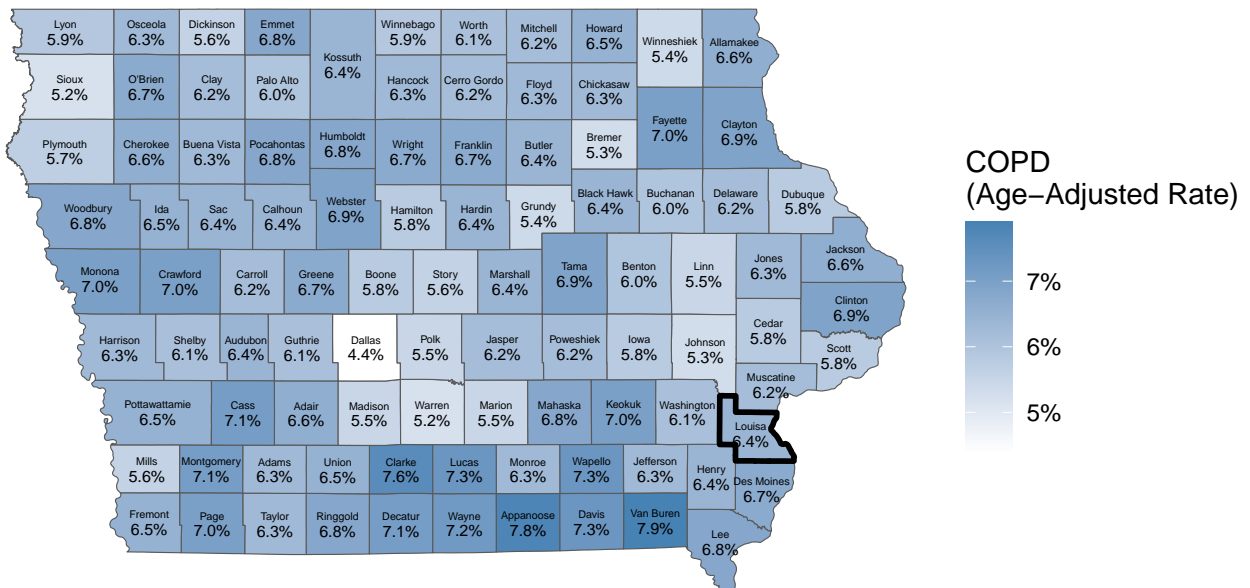 Lyon
5.9%
Osceola
6.3%
Dickinson
5.6%
Emmet
6.8%
Kossuth
6.4%
Winnebago
5.9%
Worth
6.1%
Mitchell
6.2%
Howard
6.5%
Winneshiek
5.4%
Allamakee
6.6%
Sioux
5.2%
O'Brien
6.7%
Clay
6.2%
Palo Alto
6.0%
Hancock
6.3%
Cerro Gordo
6.2%
Floyd
6.3%
Chickasaw
6.3%
Fayette
7.0%
Clayton
6.9%
Plymouth
5.7%
Cherokee
6.6%
Buena Vista
6.3%
Pocahontas
6.8%
Humboldt
6.8%
Wright
6.7%
Franklin
6.7%
Butler
6.4%
Bremer
5.3%
Woodbury
6.8%
Ida
6.5%
Sac
6.4%
Calhoun
6.4%
Webster
6.9%
Hamilton
5.8%
Hardin
6.4%
Grundy
5.4%
Black Hawk
6.4%
Buchanan
6.0%
Delaware
6.2%
Dubuque
5.8%
Monona
7.0%
Crawford
7.0%
Carroll
6.2%
Greene
6.7%
Boone
5.8%
Story
5.6%
Marshall
6.4%
Tama
6.9%
Benton
6.0%
Linn
5.5%
Jones
6.3%
Jackson
6.6%
Clinton
6.9%
Harrison
6.3%
Shelby
6.1%
Audubon
6.4%
Guthrie
6.1%
Dallas
4.4%
Polk
5.5%
Jasper
6.2%
Poweshiek
6.2%
Iowa
5.8%
Johnson
5.3%
Cedar
5.8%
Scott
5.8%
Muscatine
6.2%
Pottawattamie
6.5%
Cass
7.1%
Adair
6.6%
Madison
5.5%
Warren
5.2%
Marion
5.5%
Mahaska
6.8%
Keokuk
7.0%
Washington
6.1%
Louisa
6.4%
Mills
5.6%
Montgomery
7.1%
Adams
6.3%
Union
6.5%
Clarke
7.6%
Lucas
7.3%
Monroe
6.3%
Wapello
7.3%
Jefferson
6.3%
Henry
6.4%
Des Moines
6.7%
Fremont
6.5%
Page
7.0%
Taylor
6.3%
Ringgold
6.8%
Decatur
7.1%
Wayne
7.2%
Appanoose
7.8%
Davis
7.3%
Van Buren
7.9%
Lee
6.8%
COPD
(Age−Adjusted Rate)
7%
6%
5%